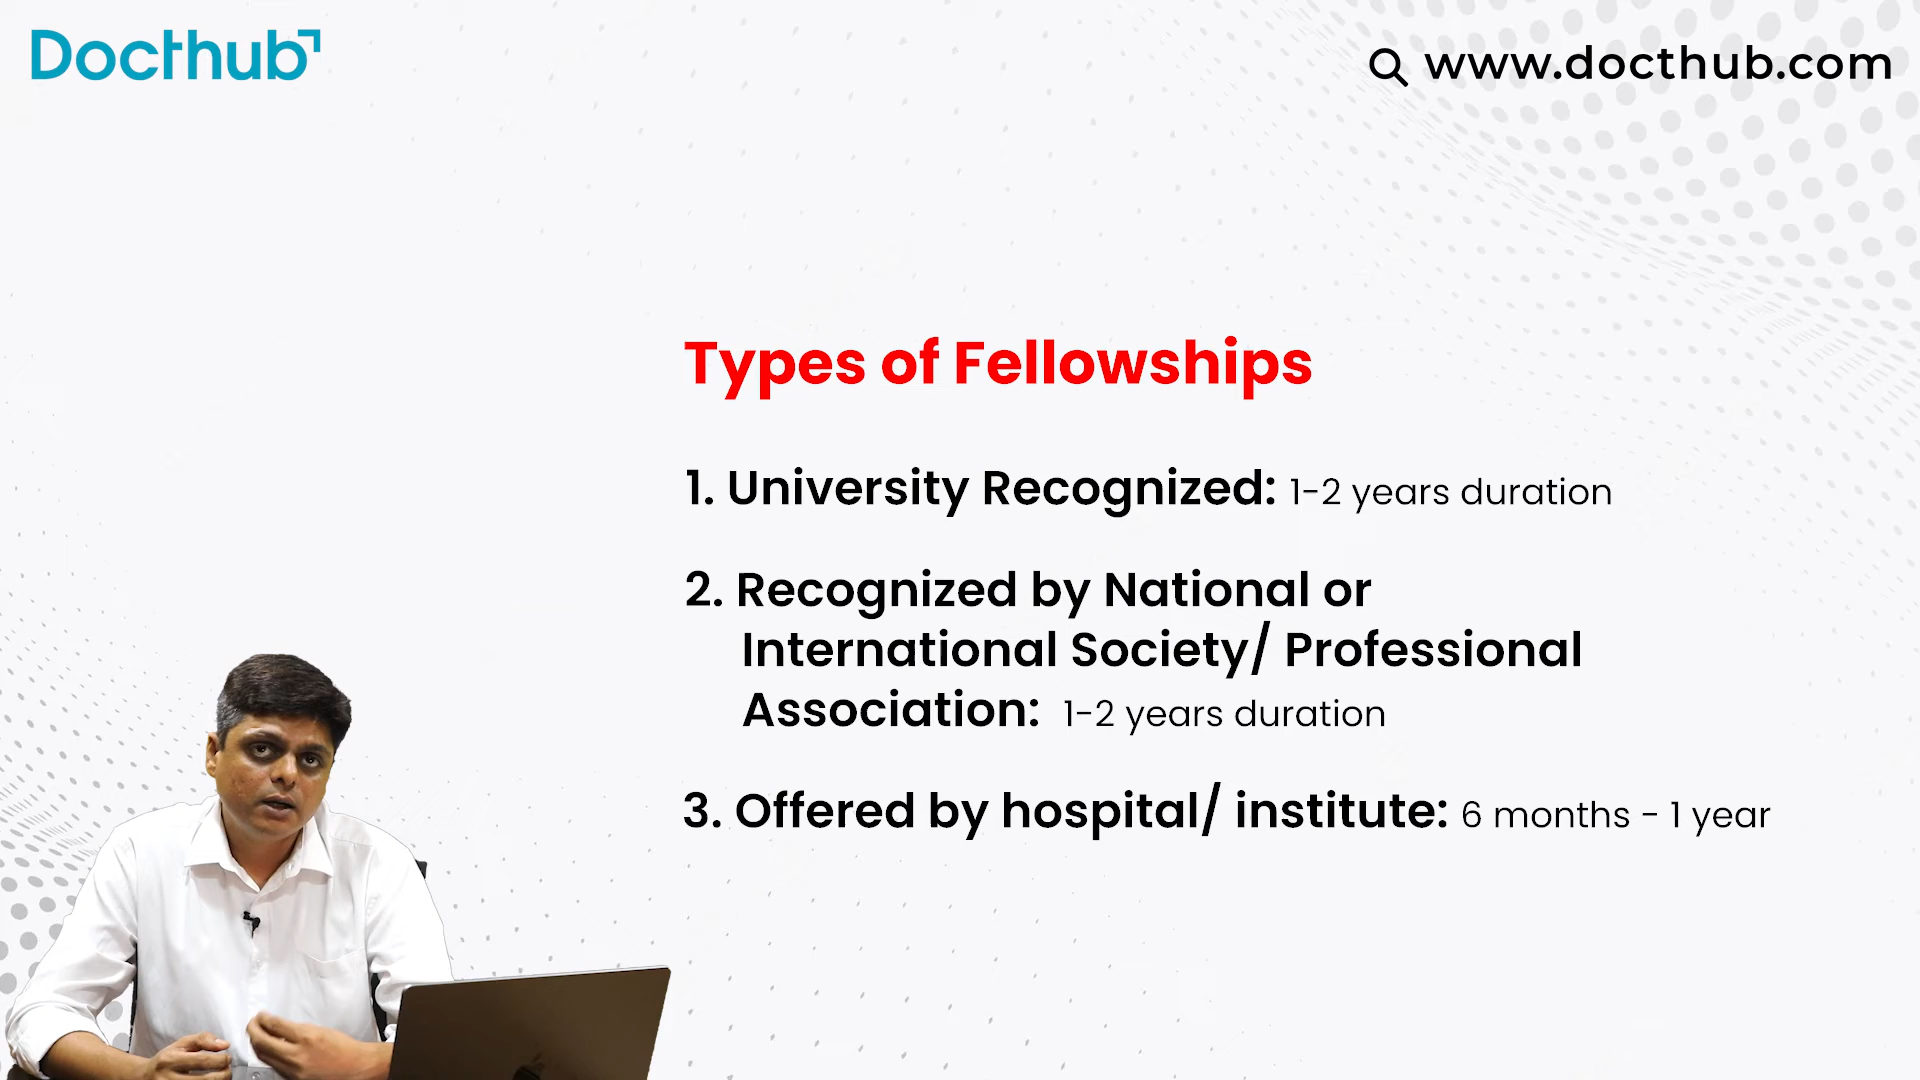 Docthub
www.docthub.com
Types of Fellowships
1. University Recognized: 1-2 years duration
2. Recognized by National or
International Society/ Professional
Association: 1-2 years duration
3. Offered by hospital/ institute: 6 months - 1 year